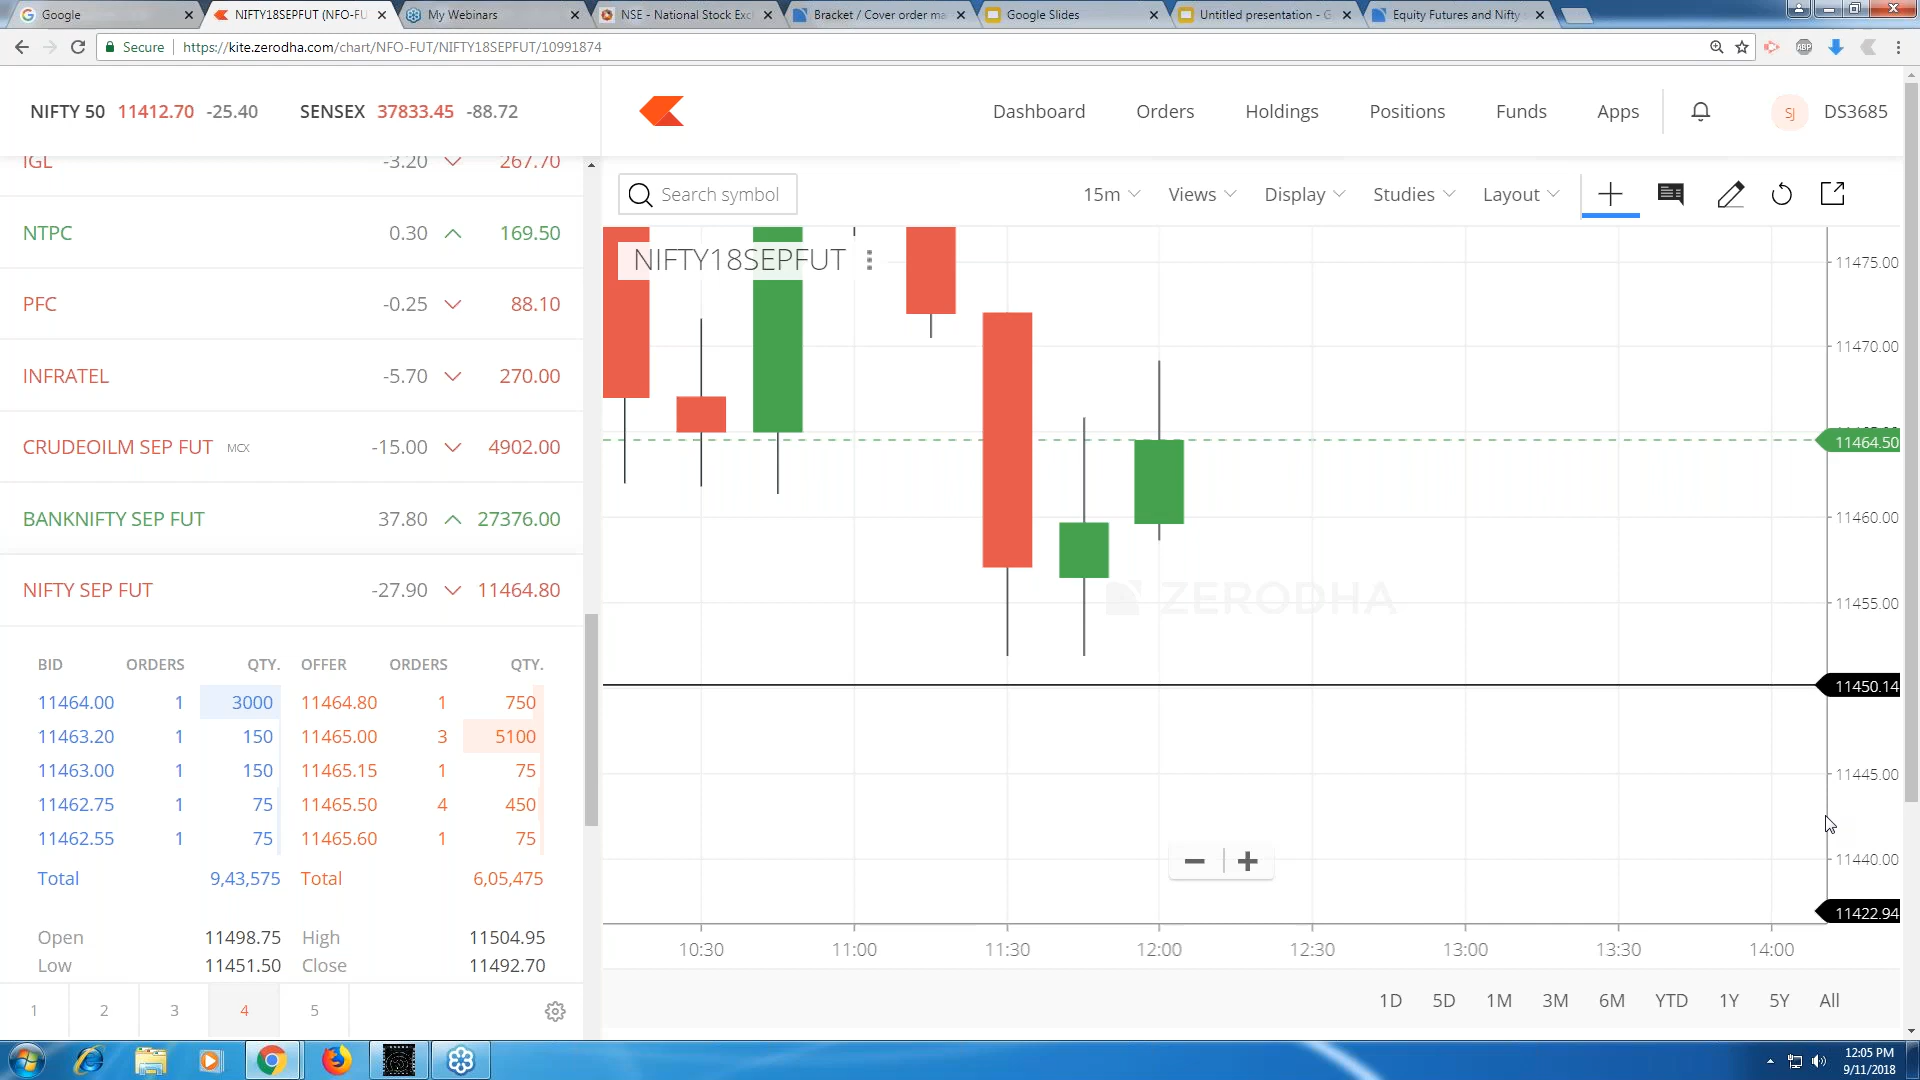 Google
NIFTY18SEPFUT (NFO-FU
My Webinars
NSE - National Stock Exc
Bracket / Cover order ma
Google Slides
Untitled presentation - G
Equity Futures and Nifty
Secure
https://kite.zerodha.com/chart/NFO-FUT/NIFTY18SEPFUT/10991874
ABP
NIFTY 50 11412.70 -25.40 SENSEX 37833.45 -88.72
Dashboard Orders Holdings Positions Funds Apps SJ DS3685
IGL -3.20 267.70
NTPC 0.30 169.50
PFC -0.25 88.10
INFRATEL -5.70 270.00
CRUDEOILM SEP FUT MCX -15.00 4902.00
BANKNIFTY SEP FUT 37.80 27376.00
NIFTY SEP FUT -27.90 11464.80
BID ORDERS QTY. OFFER ORDERS QTY.
11464.00 1 3000 11464.80 1 750
11463.20 1 150 11465.00 3 5100
11463.00 1 150 11465.15 1 75
11462.75 1 75 11465.50 4 450
11462.55 1 75 11465.60 1 75
Total 9,43,575 Total 6,05,475
Open 11498.75 High 11504.95
Low 11451.50 Close 11492.70
1 2 3 4 5
Search symbol
15m Views Display Studies Layout
NIFTY18SEPFUT
11475.00
11470.00
11464.50
11460.00
11455.00
11450.14
11445.00
11440.00
11422.94
ZERODHA
10:30 11:00 11:30 12:00 12:30 13:00 13:30 14:00
1D 5D 1M 3M 6M YTD 1Y 5Y All
12:05 PM
9/11/2018